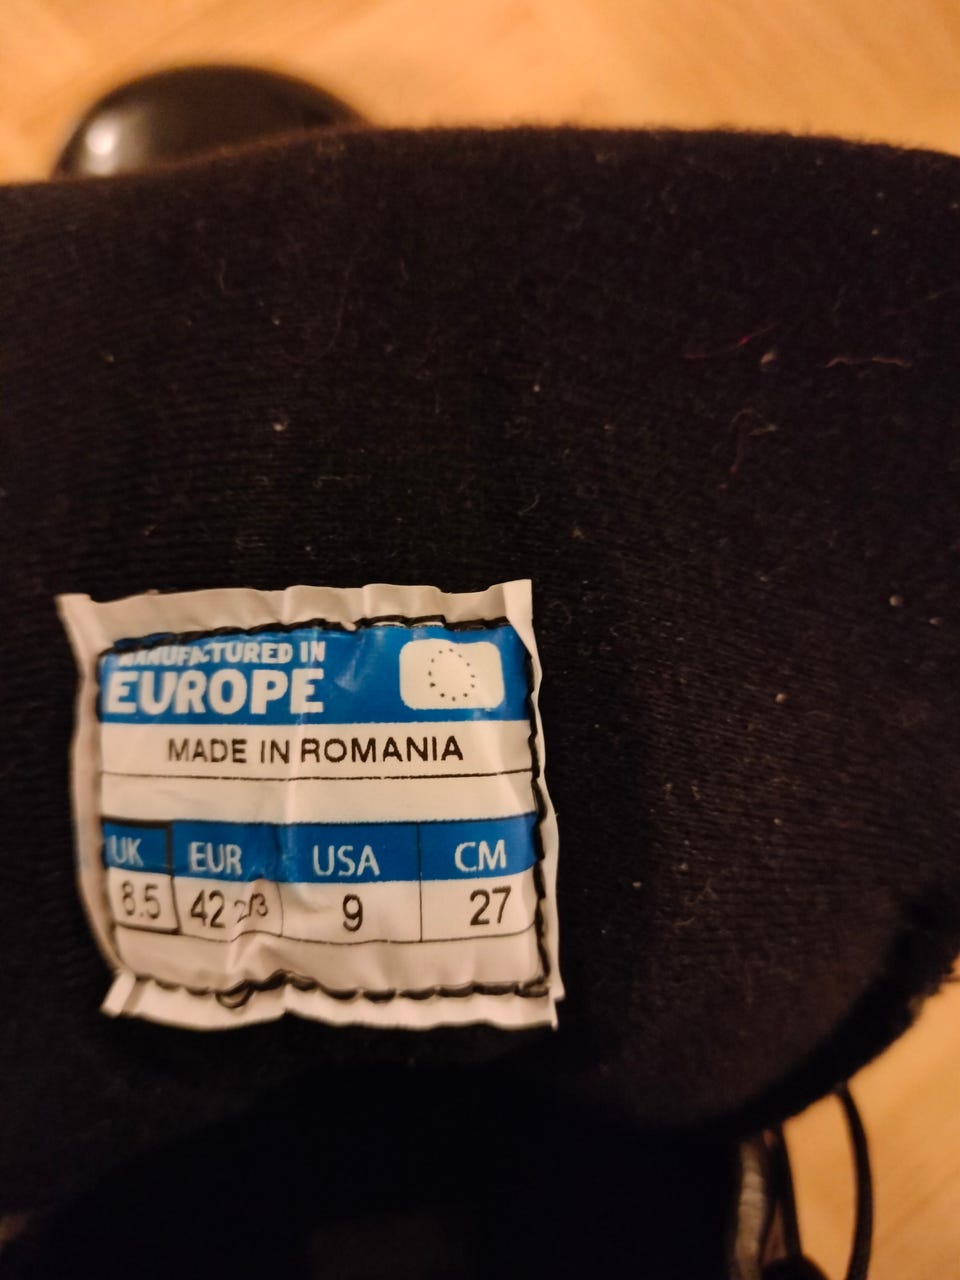 MANUFACTURED IN
EUROPE
MADE IN ROMANIA
UK EUR USA CM
8.5 42 2/3 9 27